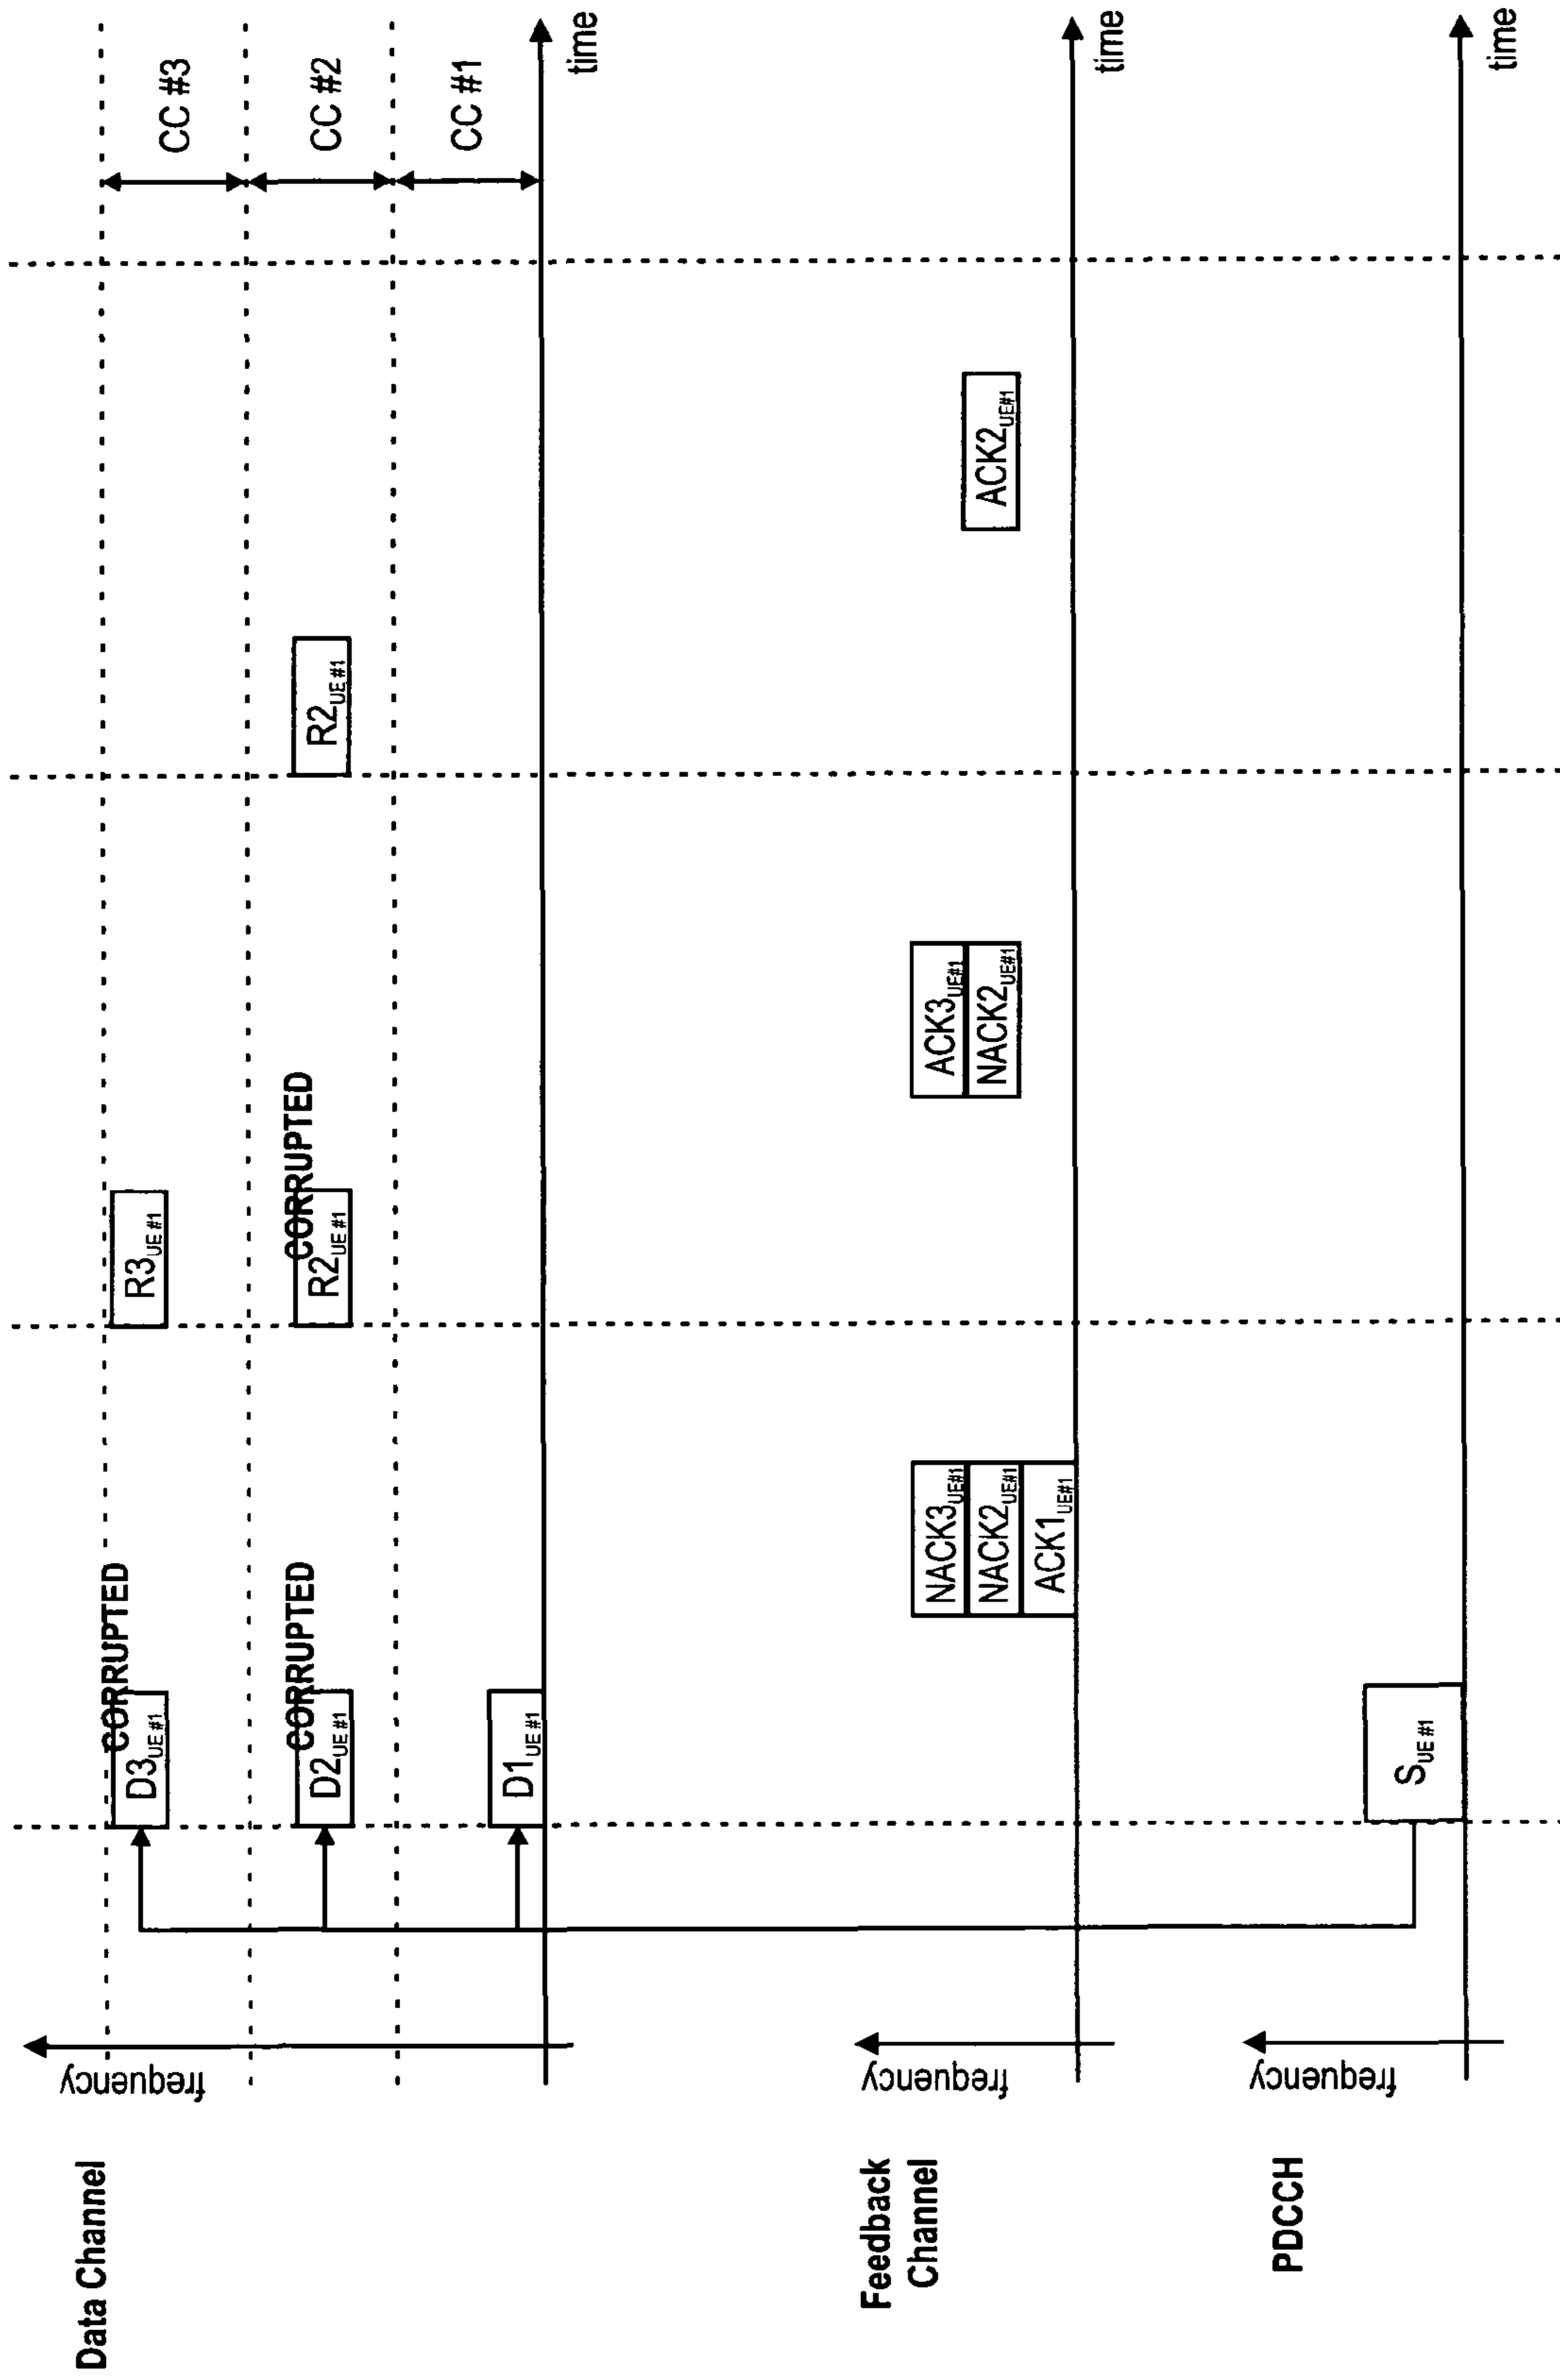 Data Channel
frequency
CORRUPTED
D3UE #1
R3UE #1
CC #3
CORRUPTED
D2UE #1
CORRUPTED
R2UE #1
R2UE #1
CC #2
D1UE #1
CC #1
time
Feedback
Channel
frequency
NACK3UE#1
NACK2UE#1
ACK1UE#1
ACK3UE#1
NACK2UE#1
ACK2UE#1
time
PDCCH
frequency
SUE #1
time